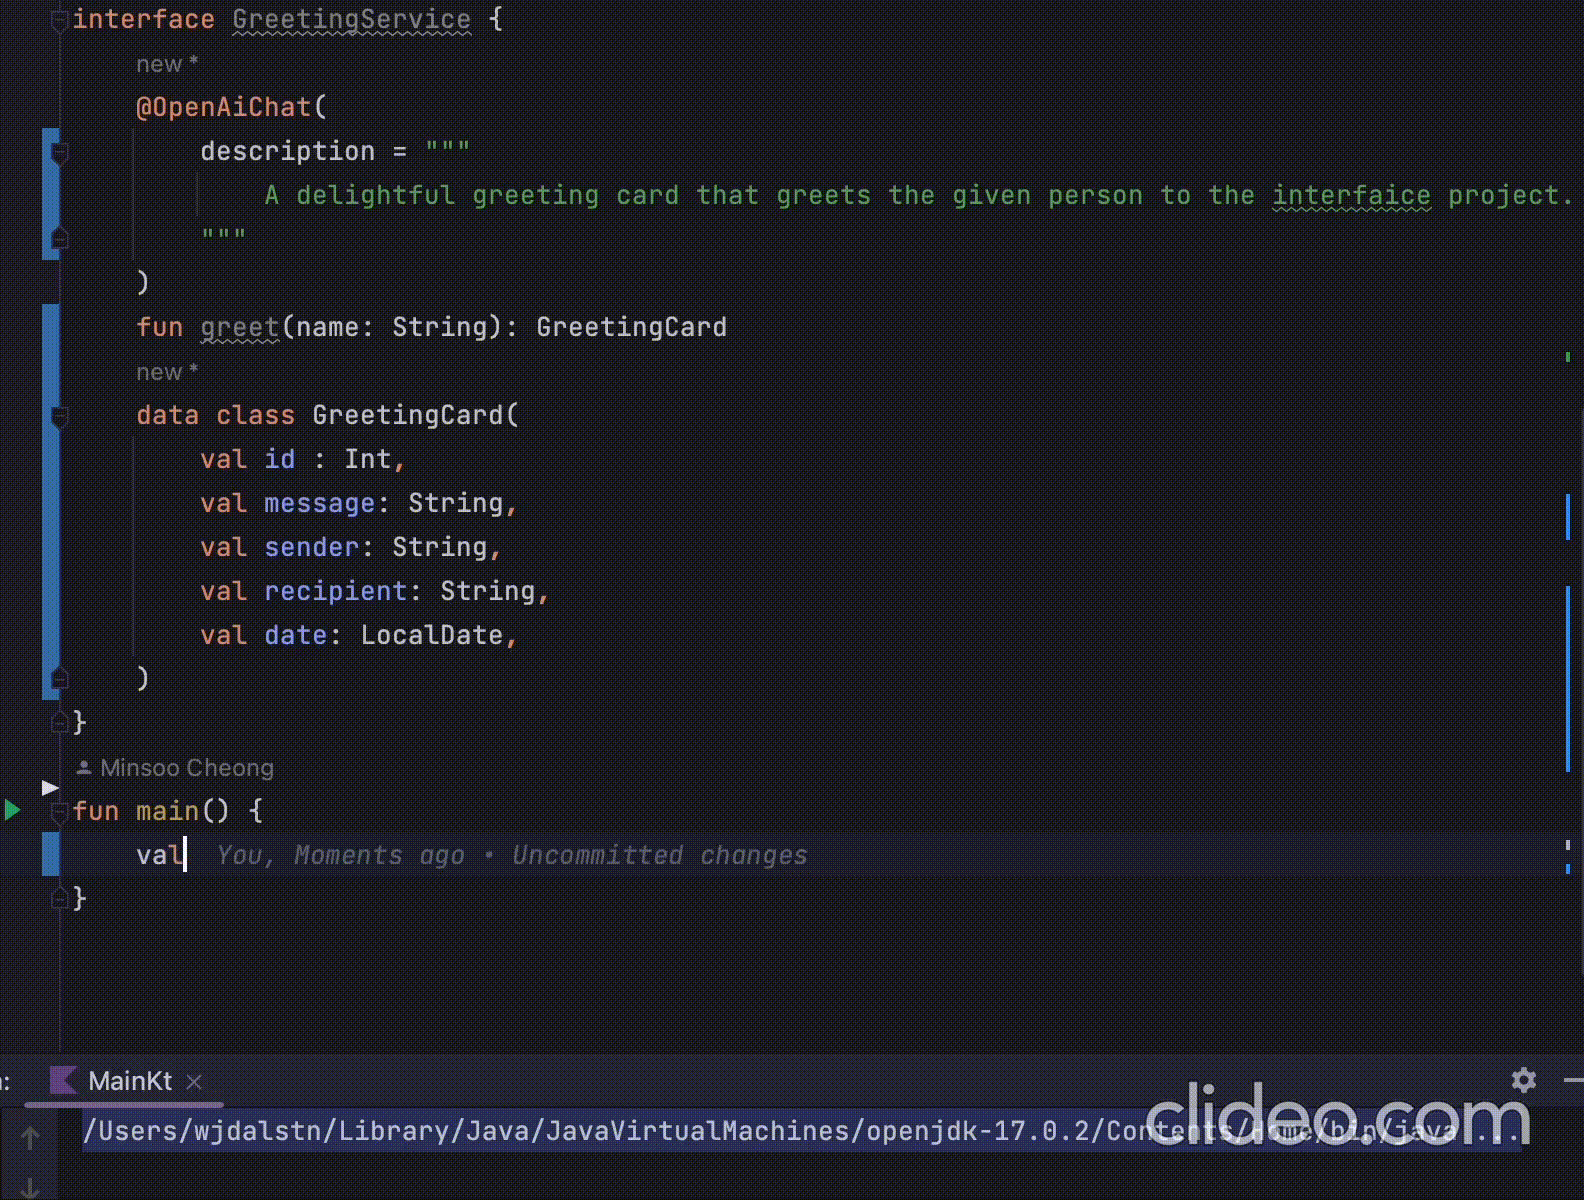 interface GreetingService {
new *
@OpenAiChat(
description = """
A delightful greeting card that greets the given person to the interfaice project.
"""
)
fun greet(name: String): GreetingCard
new *
data class GreetingCard(
val id : Int,
val message: String,
val sender: String,
val recipient: String,
val date: LocalDate,
)
}
Minsoo Cheong
fun main() {
val You, Moments ago • Uncommitted changes
}
MainKt
/Users/wjdalstn/Library/Java/JavaVirtualMachines/openjdk-17.0.2/Contents/Home/bin/java ...
clideo.com